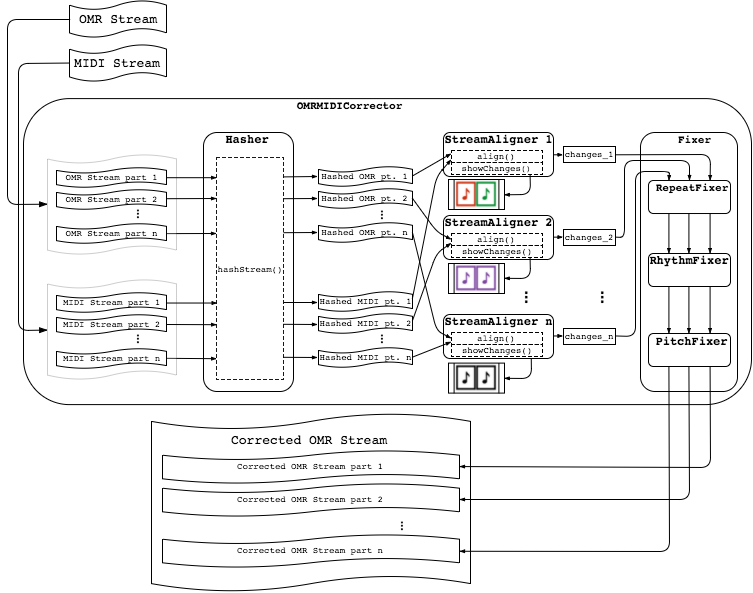 OMR Stream
MIDI Stream
OMRMIDICorrector
Hasher
StreamAligner 1
Fixer
align()
showChanges()
changes_1
OMR Stream part 1
OMR Stream part 2
⋮
OMR Stream part n
Hashed OMR pt. 1
Hashed OMR pt. 2
⋮
Hashed OMR pt. n
RepeatFixer
StreamAligner 2
align()
showChanges()
changes_2
hashStream()
RhythmFixer
MIDI Stream part 1
MIDI Stream part 2
⋮
MIDI Stream part n
Hashed MIDI pt. 1
Hashed MIDI pt. 2
⋮
Hashed MIDI pt. n
⋮
⋮
StreamAligner n
align()
showChanges()
changes_n
PitchFixer
Corrected OMR Stream
Corrected OMR Stream part 1
Corrected OMR Stream part 2
⋮
Corrected OMR Stream part n